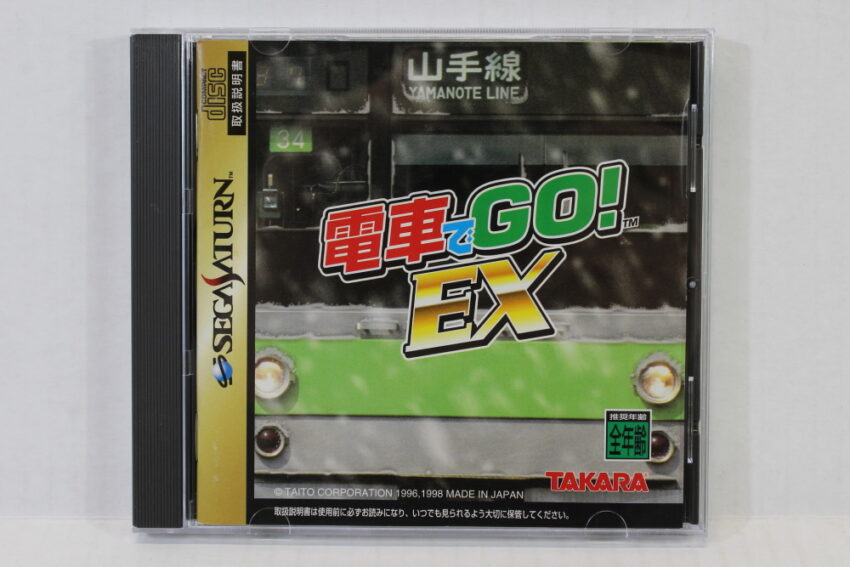 山手線
YAMANOTE LINE
34
電車でGO!™
EX
disc
取扱説明書
SEGA SATURN™
推奨年齢
全年齢
TAKARA
© TAITO CORPORATION 1996,1998 MADE IN JAPAN
取扱説明書は使用前に必ずお読みになり、いつでも見られるよう大切に保管してください。